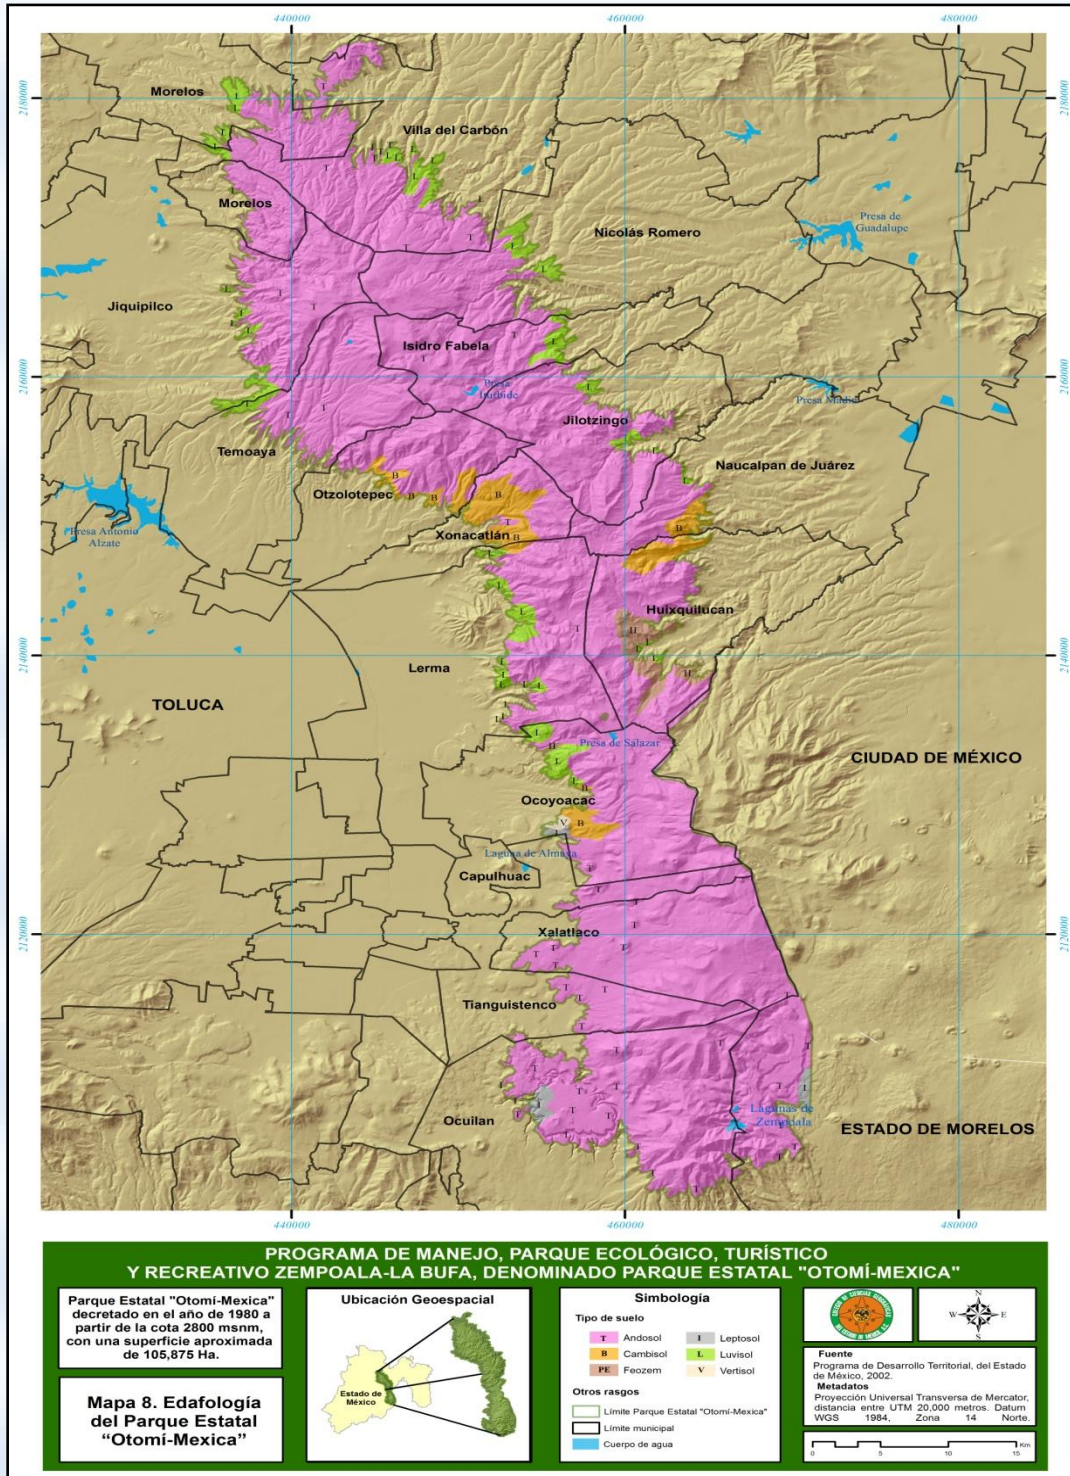 440000
460000
480000
2180000
2180000
Morelos
Villa del Carbón
Morelos
Nicolás Romero
Presa de
Guadalupe
Jiquipilco
Isidro Fabela
2160000
2160000
Presa
Iturbide
Presa Madín
Jilotzingo
Temoaya
Naucalpan de Juárez
Otzolotepec
Presa Antonio
Alzate
Xonacatlán
Huixquilucan
2140000
2140000
Lerma
TOLUCA
Presa de Salazar
CIUDAD DE MÉXICO
Ocoyoacac
Laguna de Almaya
Capulhuac
Xalatlaco
2120000
2120000
Tianguistenco
Ocuilan
Lagunas de
Zempoala
ESTADO DE MORELOS
440000
460000
480000
PROGRAMA DE MANEJO, PARQUE ECOLÓGICO, TURÍSTICO
Y RECREATIVO ZEMPOALA-LA BUFA, DENOMINADO PARQUE ESTATAL "OTOMÍ-MEXICA"
Parque Estatal "Otomí-Mexica"
decretado en el año de 1980 a
partir de la cota 2800 msnm,
con una superficie aproximada
de 105,875 Ha.
Mapa 8. Edafología
del Parque Estatal
“Otomí-Mexica”
Ubicación Geoespacial
Estado de
México
Simbología
Tipo de suelo
T Andosol
I Leptosol
B Cambisol
L Luvisol
PE Feozem
V Vertisol
Otros rasgos
Límite Parque Estatal "Otomí-Mexica"
Límite municipal
Cuerpo de agua
N
W E
S
Fuente
Programa de Desarrollo Territorial, del Estado
de México, 2002.
Metadatos
Proyección Universal Transversa de Mercator,
distancia entre UTM 20,000 metros. Datum
WGS 1984, Zona 14 Norte.
0 5 10 15 Km